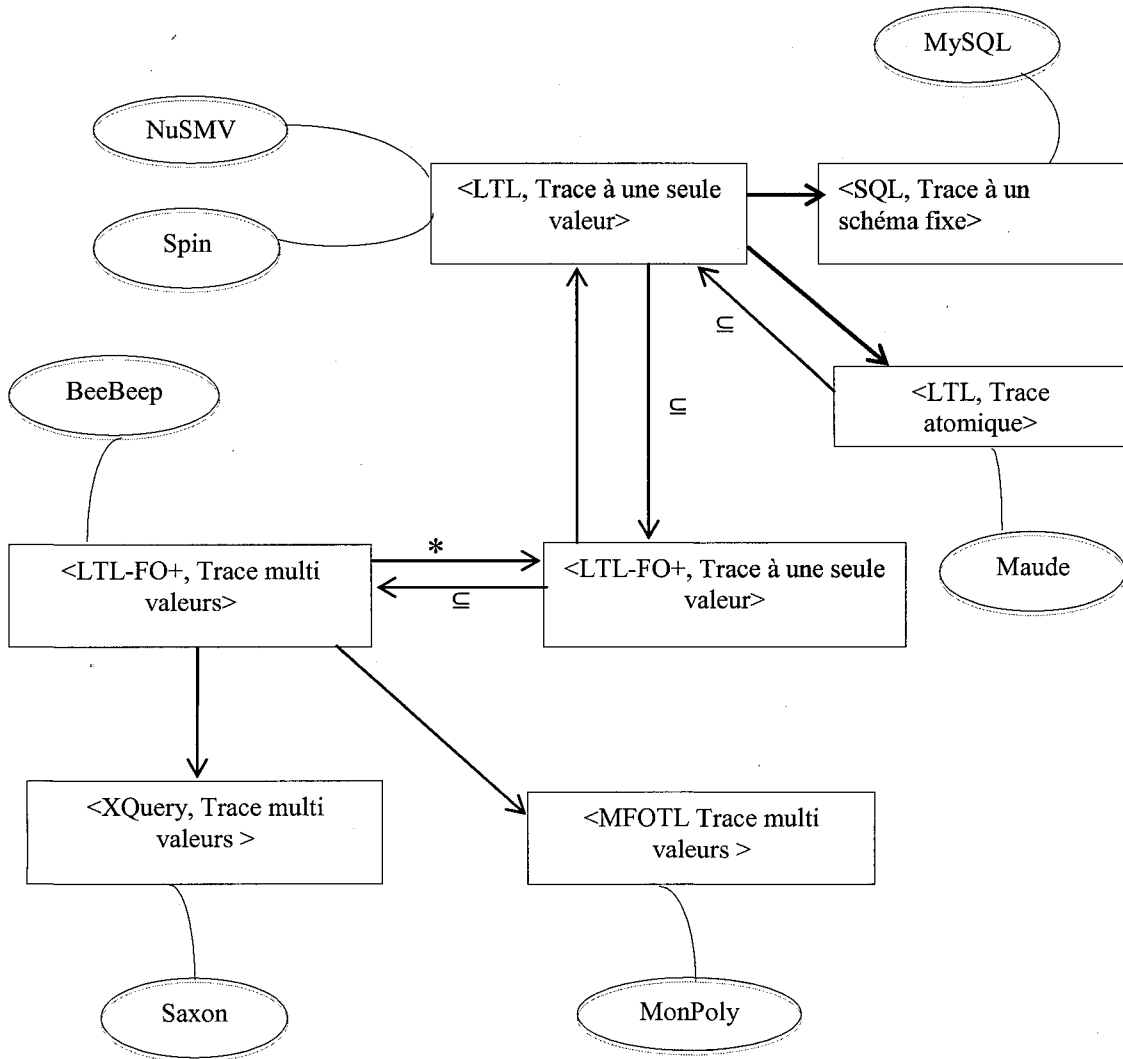 MySQL
NuSMV
<LTL, Trace à une seule
valeur>
<SQL, Trace à un
schéma fixe>
Spin
⊆
BeeBeep
⊆
<LTL, Trace
atomique>
*
<LTL-FO+, Trace multi
valeurs>
<LTL-FO+, Trace à une seule
valeur>
Maude
⊆
<XQuery, Trace multi
valeurs >
<MFOTL Trace multi
valeurs >
Saxon
MonPoly